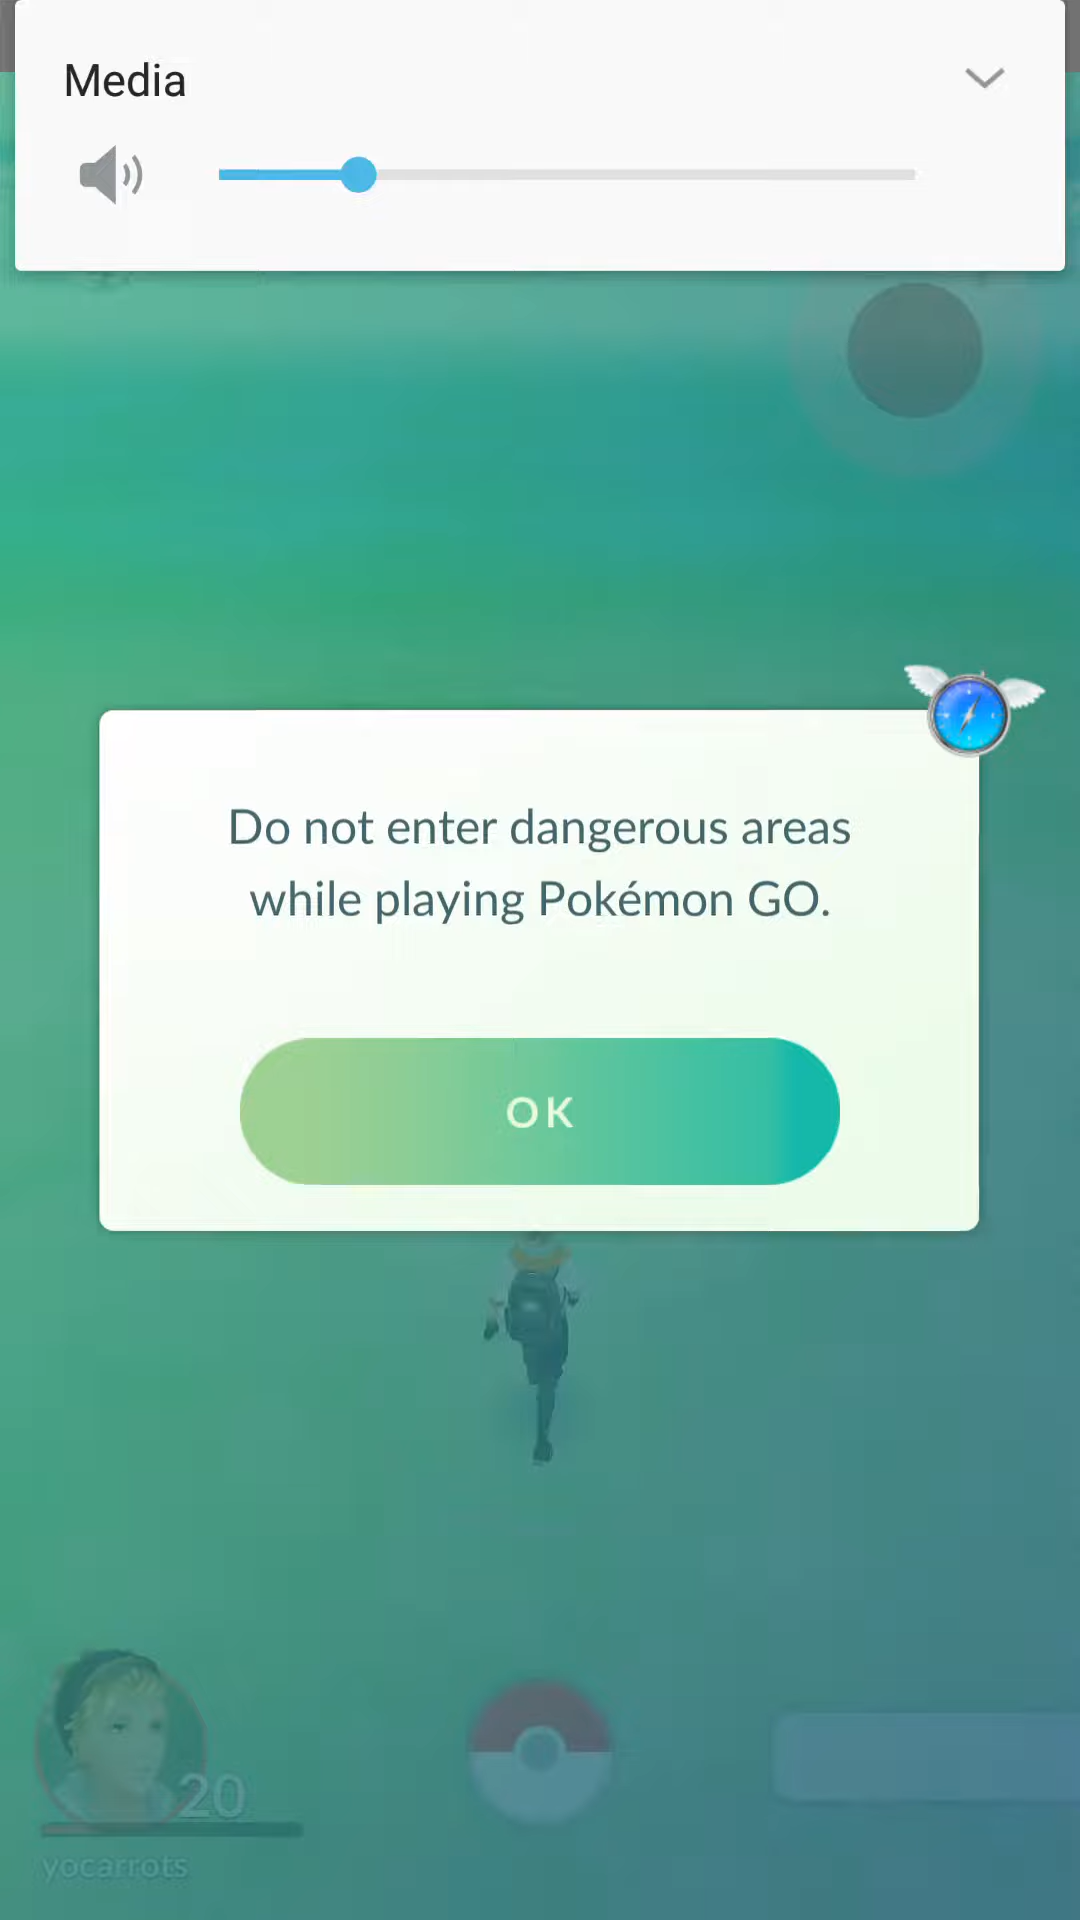 Media
Do not enter dangerous areas
while playing Pokémon GO.
OK
20
yocarrots